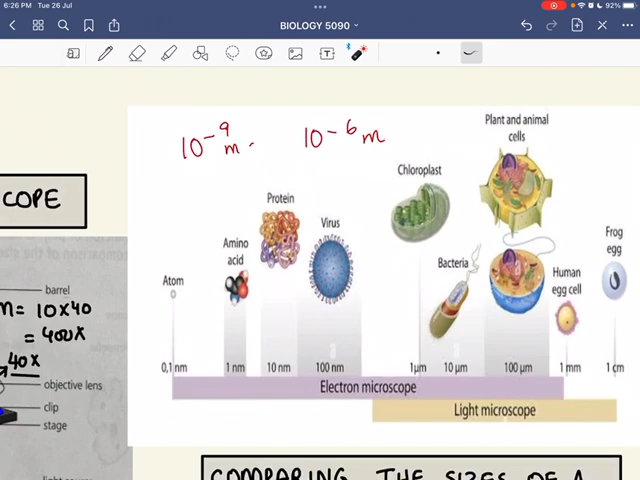 6:26 PM Tue 26 Jul
92%
BIOLOGY 5090
10⁻⁹ m. 10⁻⁶ m
Plant and animal
cells
Chloroplast
COPE
Protein
Virus
Frog
egg
Amino
acid
Bacteria
Human
egg cell
Atom
barrel
m = 10 x 40
= 400x
40x
objective lens
clip
stage
0,1 nm 1 nm 10 nm 100 nm 1µm 10 µm 100 µm 1 mm 1 cm
Electron microscope
Light microscope
COMPARING THE SIZES OF A